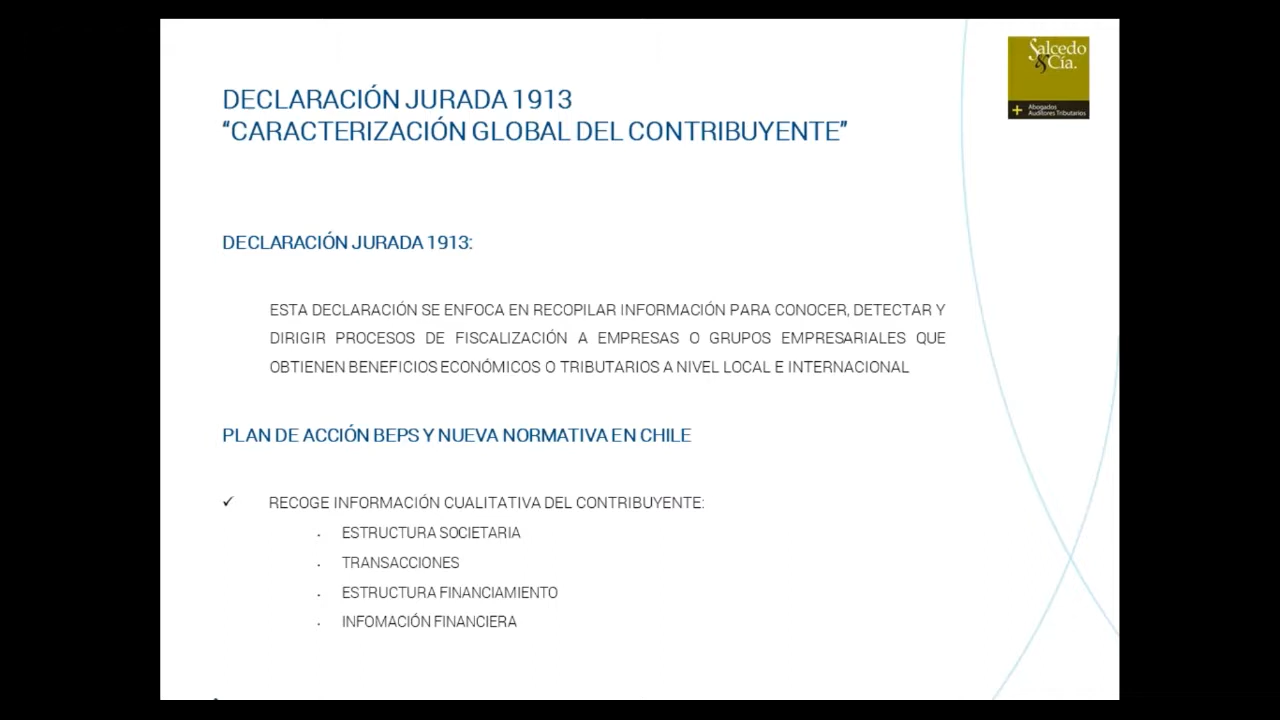 Salcedo
& Cía.
+ Abogados
Auditores Tributarios
DECLARACIÓN JURADA 1913
“CARACTERIZACIÓN GLOBAL DEL CONTRIBUYENTE”
DECLARACIÓN JURADA 1913:
ESTA DECLARACIÓN SE ENFOCA EN RECOPILAR INFORMACIÓN PARA CONOCER, DETECTAR Y
DIRIGIR PROCESOS DE FISCALIZACIÓN A EMPRESAS O GRUPOS EMPRESARIALES QUE
OBTIENEN BENEFICIOS ECONÓMICOS O TRIBUTARIOS A NIVEL LOCAL E INTERNACIONAL
PLAN DE ACCIÓN BEPS Y NUEVA NORMATIVA EN CHILE
✓ RECOGE INFORMACIÓN CUALITATIVA DEL CONTRIBUYENTE:
• ESTRUCTURA SOCIETARIA
• TRANSACCIONES
• ESTRUCTURA FINANCIAMIENTO
• INFOMACIÓN FINANCIERA